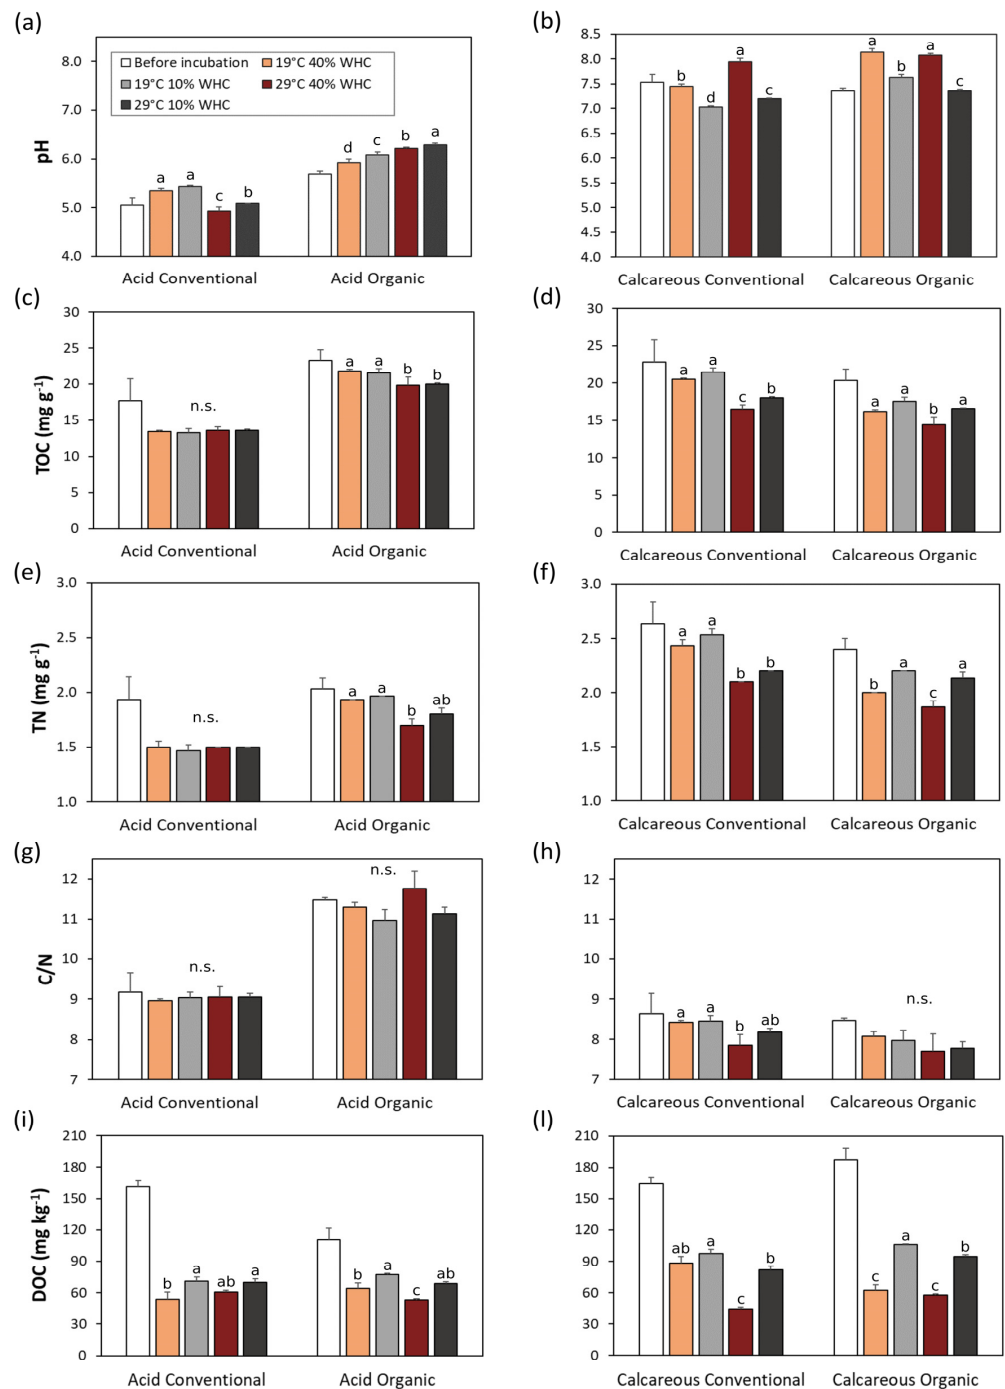 (a)
8.0
7.0
6.0
5.0
4.0
pH
Before incubation 19°C 40% WHC
19°C 10% WHC 29°C 40% WHC
29°C 10% WHC
a a c b
d c b a
Acid Conventional Acid Organic
(b)
8.5
8.0
7.5
7.0
6.5
6.0
5.5
5.0
4.5
4.0
b d a c
a b a c
Calcareous Conventional Calcareous Organic
(c)
30
25
20
15
10
5
0
TOC (mg g-1)
n.s.
a a b b
Acid Conventional Acid Organic
(d)
30
25
20
15
10
5
0
a a c b
a a b a
Calcareous Conventional Calcareous Organic
(e)
3.0
2.5
2.0
1.5
1.0
TN (mg g-1)
n.s.
a a b ab
Acid Conventional Acid Organic
(f)
3.0
2.5
2.0
1.5
1.0
a a b b
b a c a
Calcareous Conventional Calcareous Organic
(g)
12
11
10
9
8
7
C/N
n.s.
n.s.
Acid Conventional Acid Organic
(h)
12
11
10
9
8
7
a a b ab
n.s.
Calcareous Conventional Calcareous Organic
(i)
210
180
150
120
90
60
30
0
DOC (mg kg-1)
b a ab a
b a c ab
Acid Conventional Acid Organic
(l)
210
180
150
120
90
60
30
0
ab a c b
c a c b
Calcareous Conventional Calcareous Organic